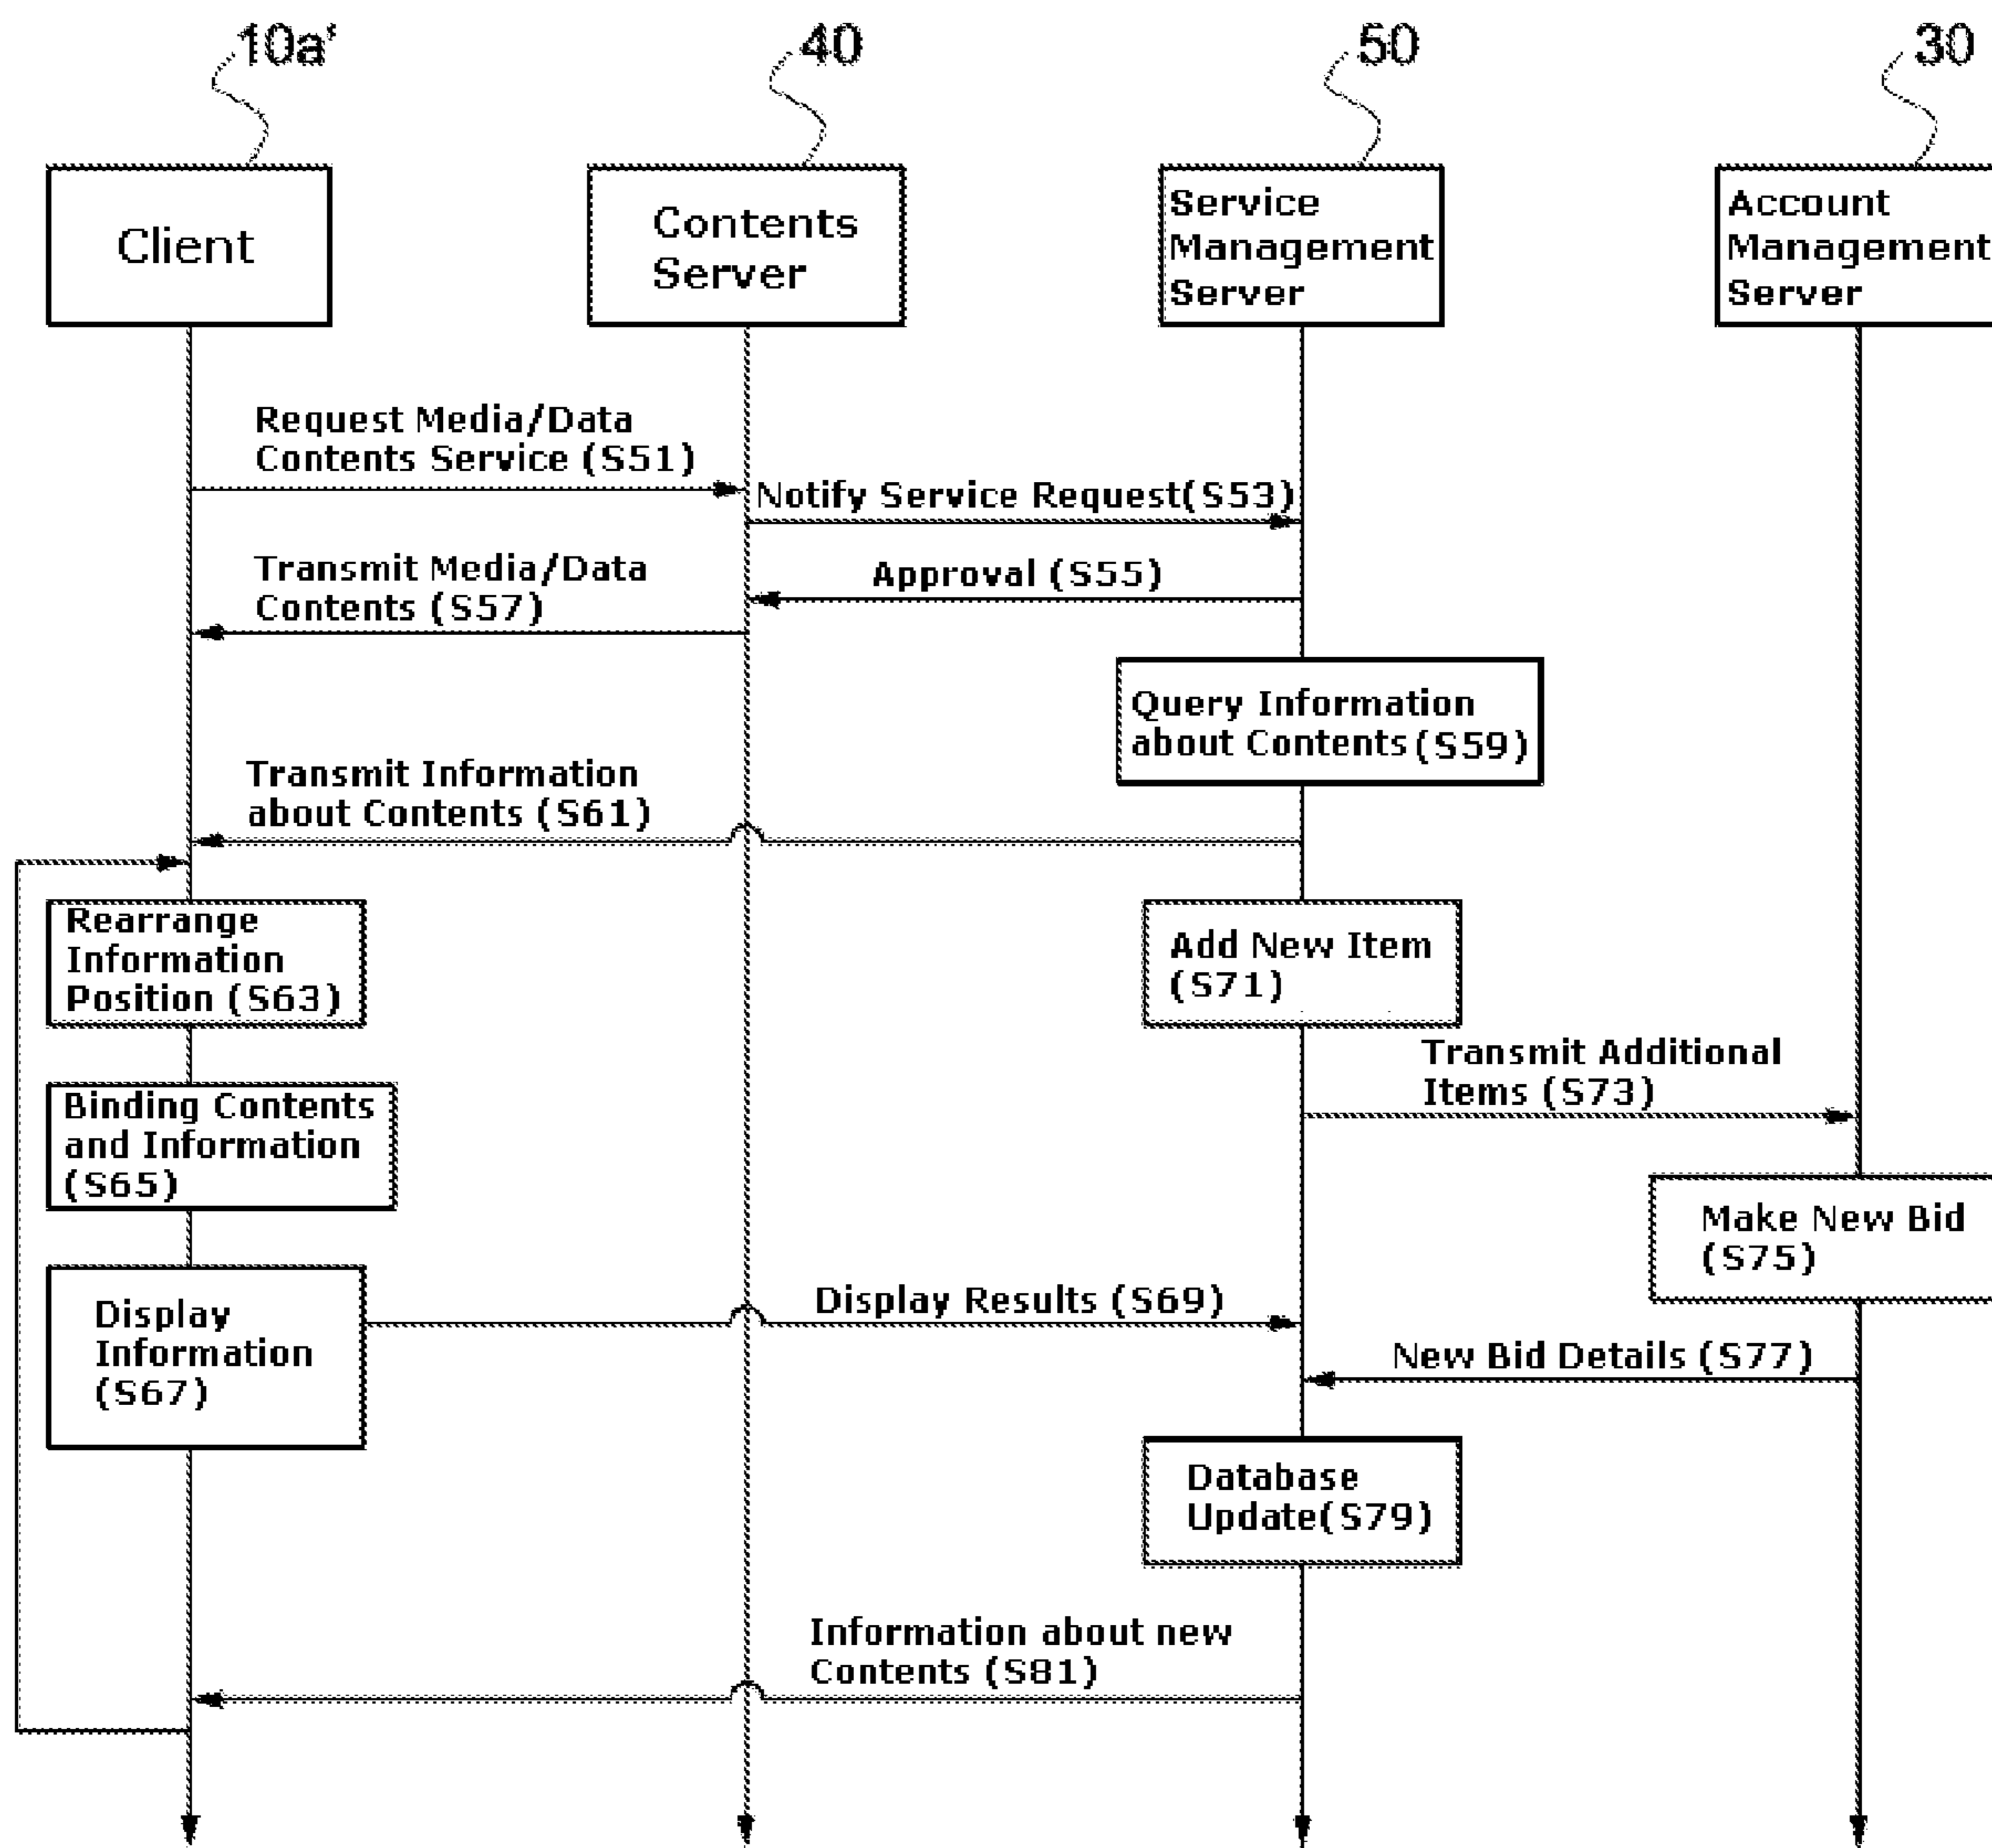 10a'
40
50
30
Client
Contents
Server
Service
Management
Server
Account
Management
Server
Request Media/Data
Contents Service (S51)
Notify Service Request(S53)
Transmit Media/Data
Contents (S57)
Approval (S55)
Query Information
about Contents(S59)
Transmit Information
about Contents (S61)
Rearrange
Information
Position (S63)
Add New Item
(S71)
Transmit Additional
Items (S73)
Binding Contents
and Information
(S65)
Make New Bid
(S75)
Display
Information
(S67)
Display Results (S69)
New Bid Details (S77)
Database
Update(S79)
Information about new
Contents (S81)